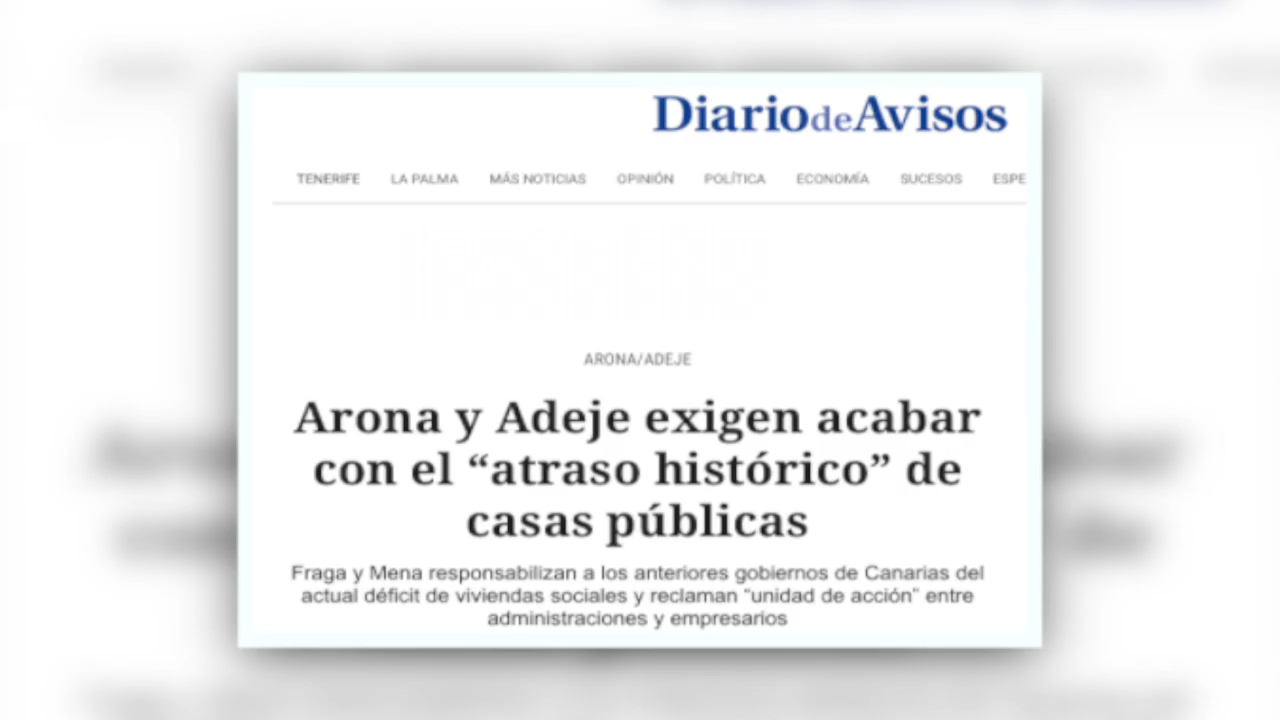 DiariodeAvisos
TENERIFE LA PALMA MÁS NOTICIAS OPINIÓN POLÍTICA ECONOMÍA SUCESOS ESPE
ARONA/ADEJE
Arona y Adeje exigen acabar
con el “atraso histórico” de
casas públicas
Fraga y Mena responsabilizan a los anteriores gobiernos de Canarias del
actual déficit de viviendas sociales y reclaman “unidad de acción” entre
administraciones y empresarios